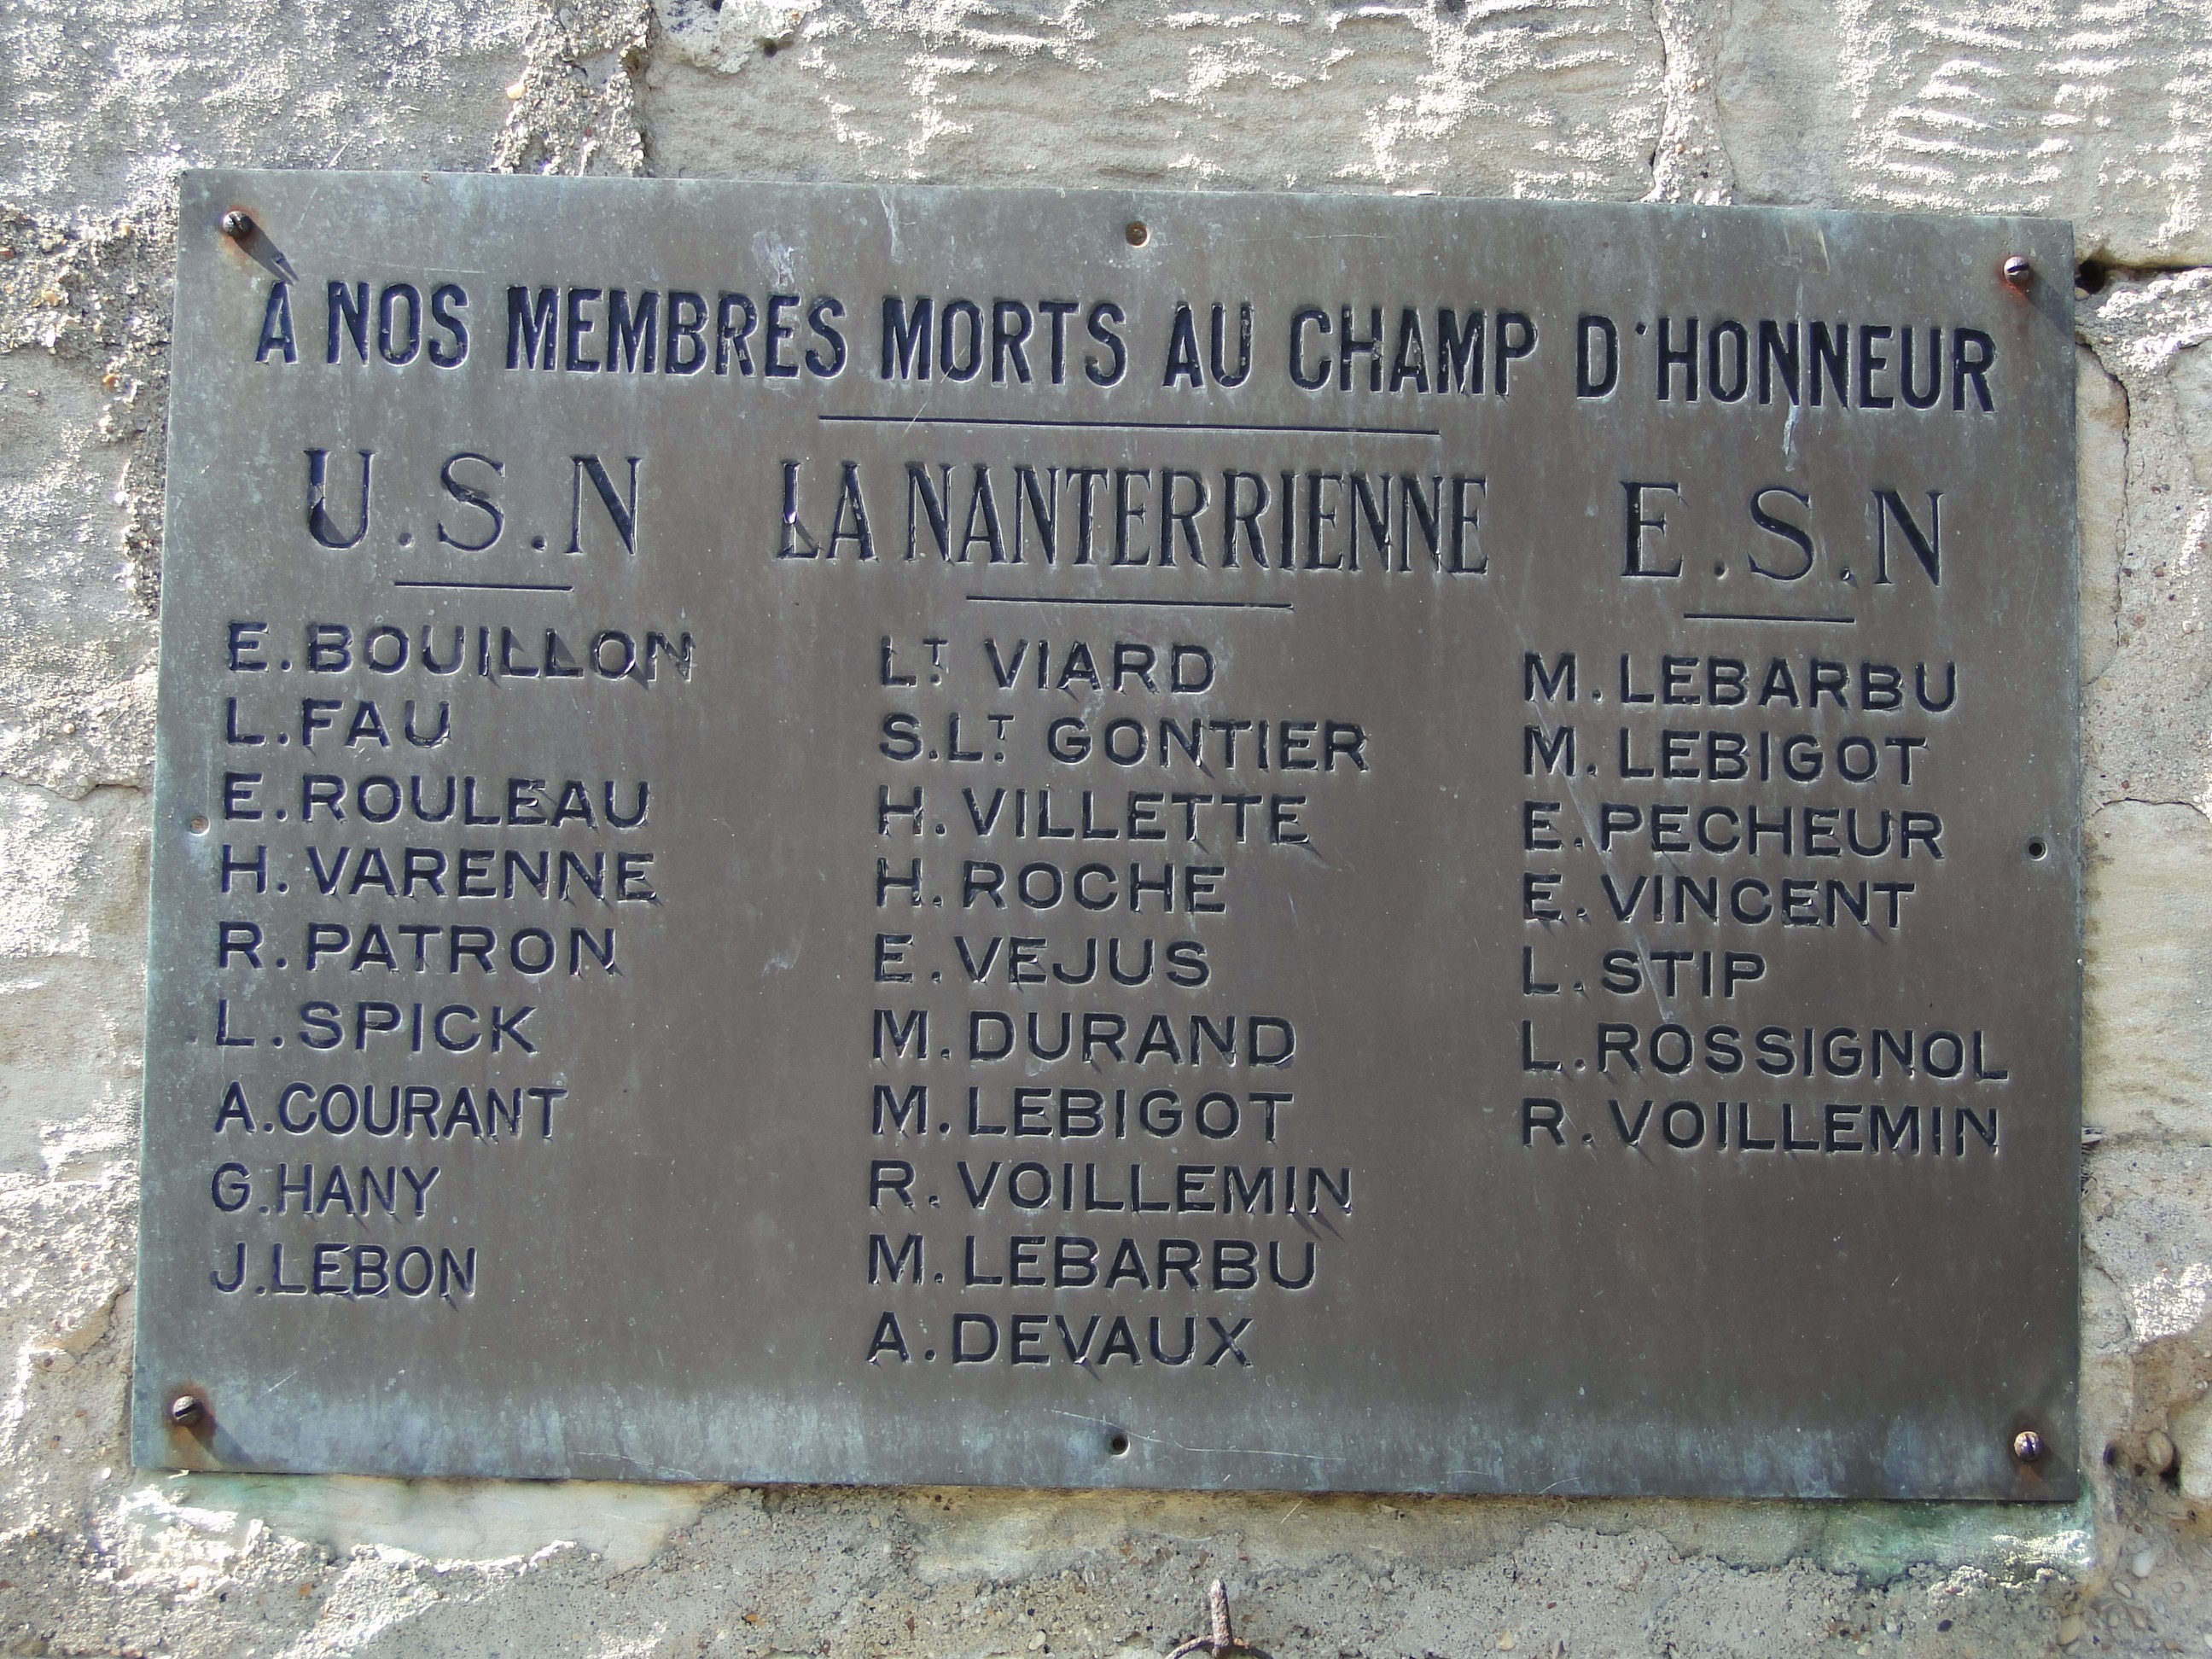 A NOS MEMBRES MORTS AU CHAMP D'HONNEUR
U.S.N
E.BOUILLON
L.FAU
E.ROULEAU
H.VARENNE
R.PATRON
L.SPICK
A.COURANT
G.HANY
J.LEBON
LA NANTERRIENNE
LT VIARD
S.LT GONTIER
H.VILLETTE
H.ROCHE
E.VEJUS
M.DURAND
M.LEBIGOT
R.VOILLEMIN
M.LEBARBU
A.DEVAUX
E.S.N
M.LEBARBU
M.LEBIGOT
E.PECHEUR
E.VINCENT
L.STIP
L.ROSSIGNOL
R.VOILLEMIN